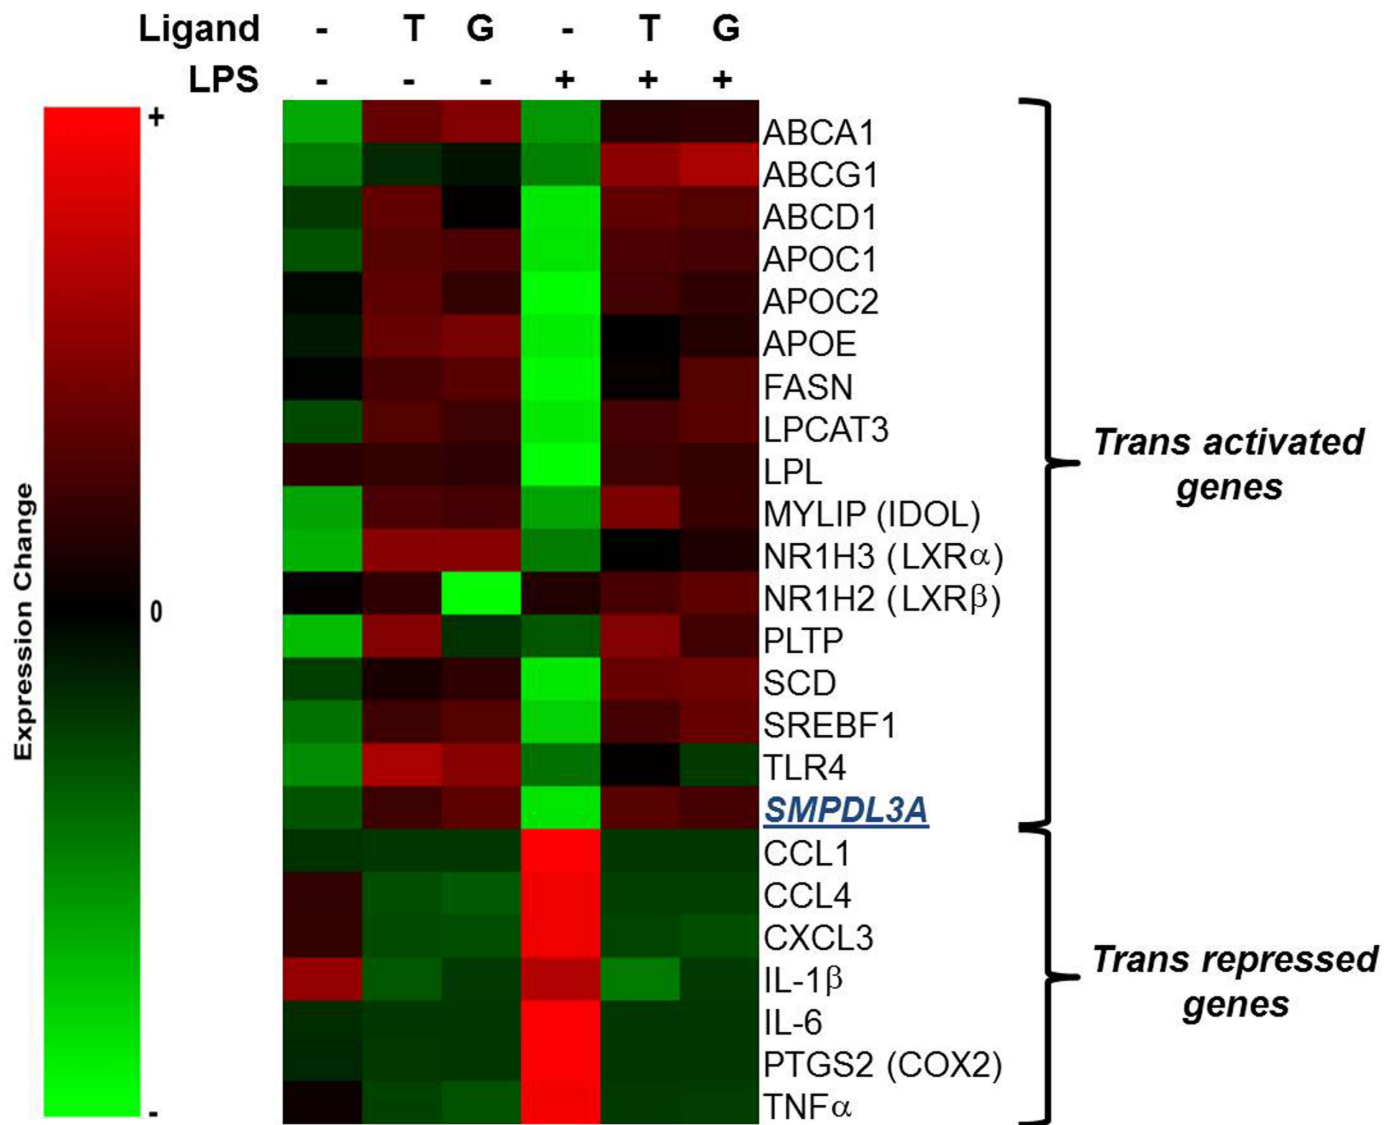 Ligand - T G - T G
LPS - - - + + +
+
0
-
Expression Change
ABCA1
ABCG1
ABCD1
APOC1
APOC2
APOE
FASN
LPCAT3
LPL
MYLIP (IDOL)
NR1H3 (LXRα)
NR1H2 (LXRβ)
PLTP
SCD
SREBF1
TLR4
SMPDL3A
CCL1
CCL4
CXCL3
IL-1β
IL-6
PTGS2 (COX2)
TNFα
Trans activated
genes
Trans repressed
genes